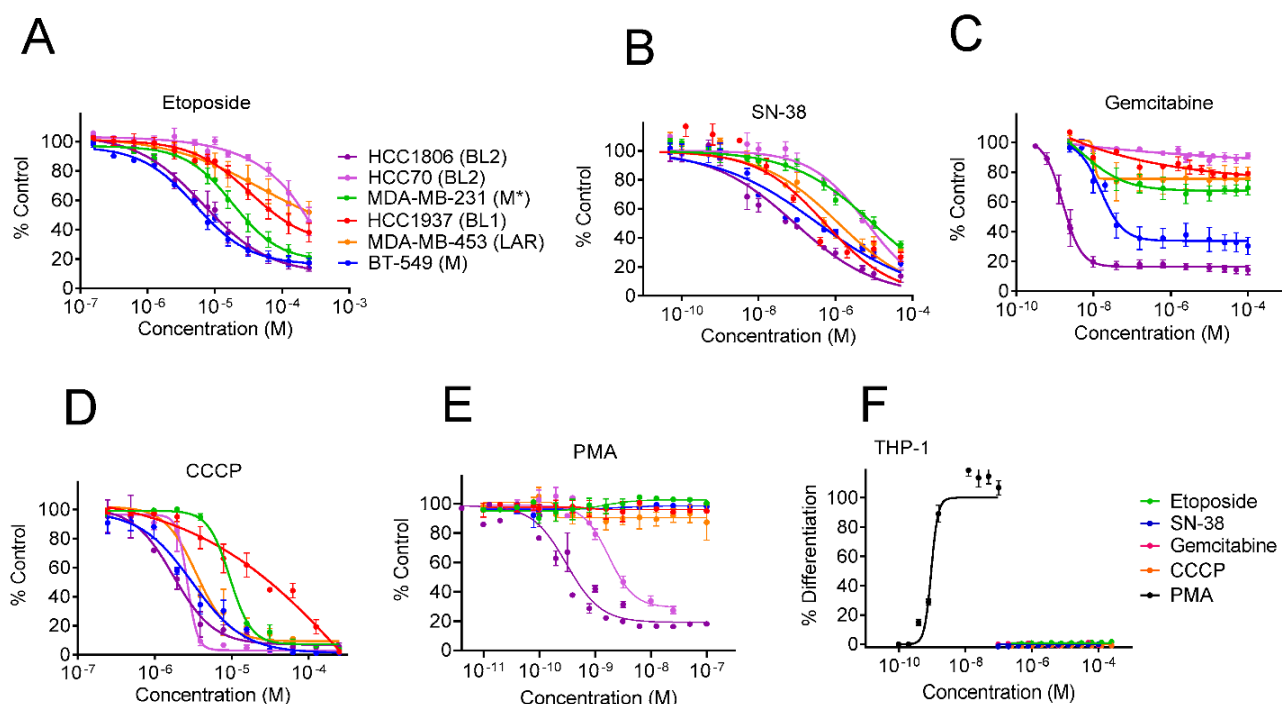 A
Etoposide
% Control
100
80
60
40
20
0
10-7
10-6
10-5
10-4
10-3
Concentration (M)
HCC1806 (BL2)
HCC70 (BL2)
MDA-MB-231 (M*)
HCC1937 (BL1)
MDA-MB-453 (LAR)
BT-549 (M)
B
SN-38
% Control
100
80
60
40
20
0
10-10
10-8
10-6
10-4
Concentration (M)
C
Gemcitabine
% Control
100
80
60
40
20
0
10-10
10-8
10-6
10-4
Concentration (M)
D
CCCP
% Control
100
80
60
40
20
0
10-7
10-6
10-5
10-4
Concentration (M)
E
PMA
% Control
100
80
60
40
20
0
10-11
10-10
10-9
10-8
10-7
Concentration (M)
F
THP-1
% Differentiation
100
80
60
40
20
0
10-10
10-8
10-6
10-4
Concentration (M)
Etoposide
SN-38
Gemcitabine
CCCP
PMA